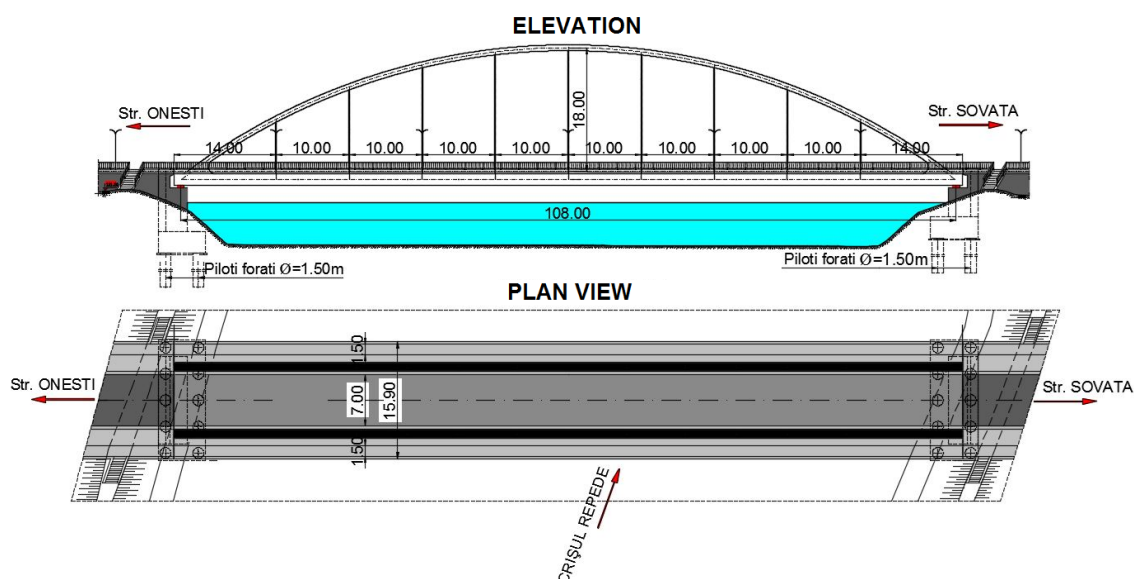 ELEVATION
Str. ONESTI
Str. SOVATA
18.00
14.00 10.00 10.00 10.00 10.00 10.00 10.00 10.00 10.00 14.00
108.00
Piloti forati Ø=1.50m
Piloti forati Ø=1.50m
PLAN VIEW
1.50
Str. ONESTI
7.00
15.90
Str. SOVATA
1.50
CRIŞUL REPEDE